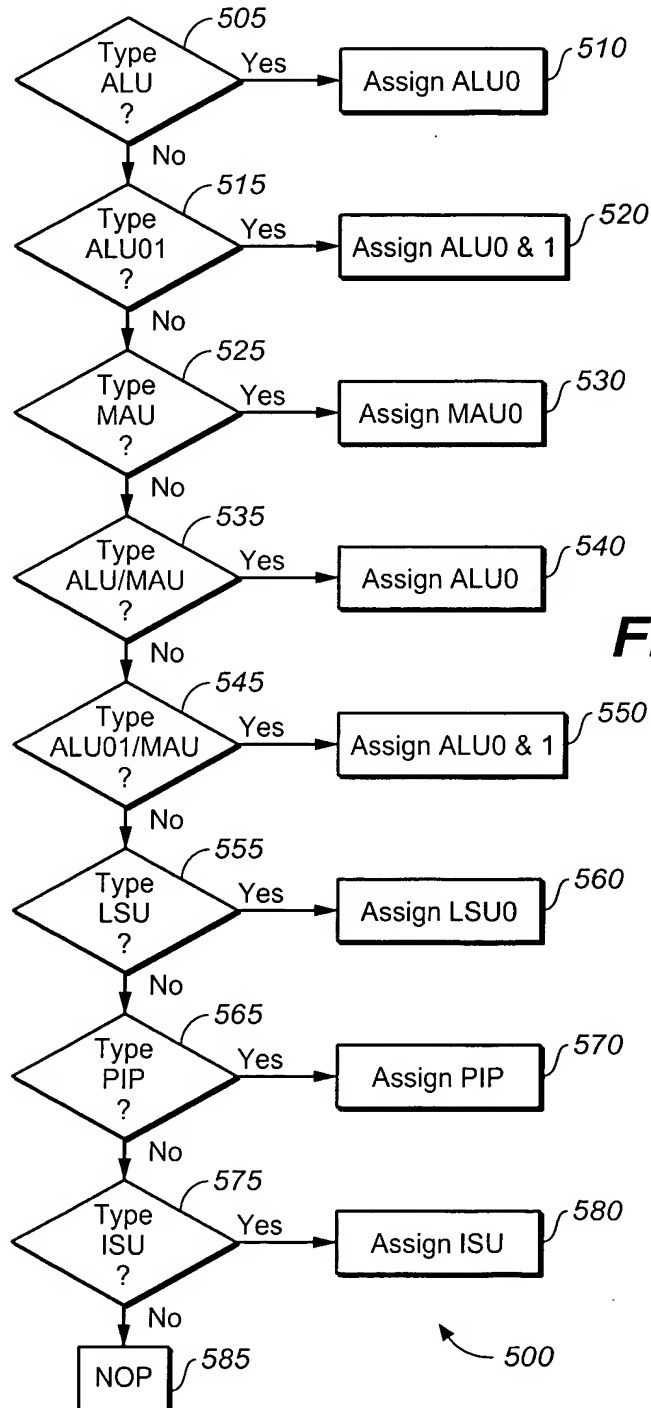 505
Type
ALU
?
Yes
Assign ALU0
510
No
515
Type
ALU01
?
Yes
Assign ALU0 & 1
520
No
525
Type
MAU
?
Yes
Assign MAU0
530
No
535
Type
ALU/MAU
?
Yes
Assign ALU0
540
No
545
Type
ALU01/MAU
?
Yes
Assign ALU0 & 1
550
No
555
Type
LSU
?
Yes
Assign LSU0
560
No
565
Type
PIP
?
Yes
Assign PIP
570
No
575
Type
ISU
?
Yes
Assign ISU
580
No
NOP
585
500